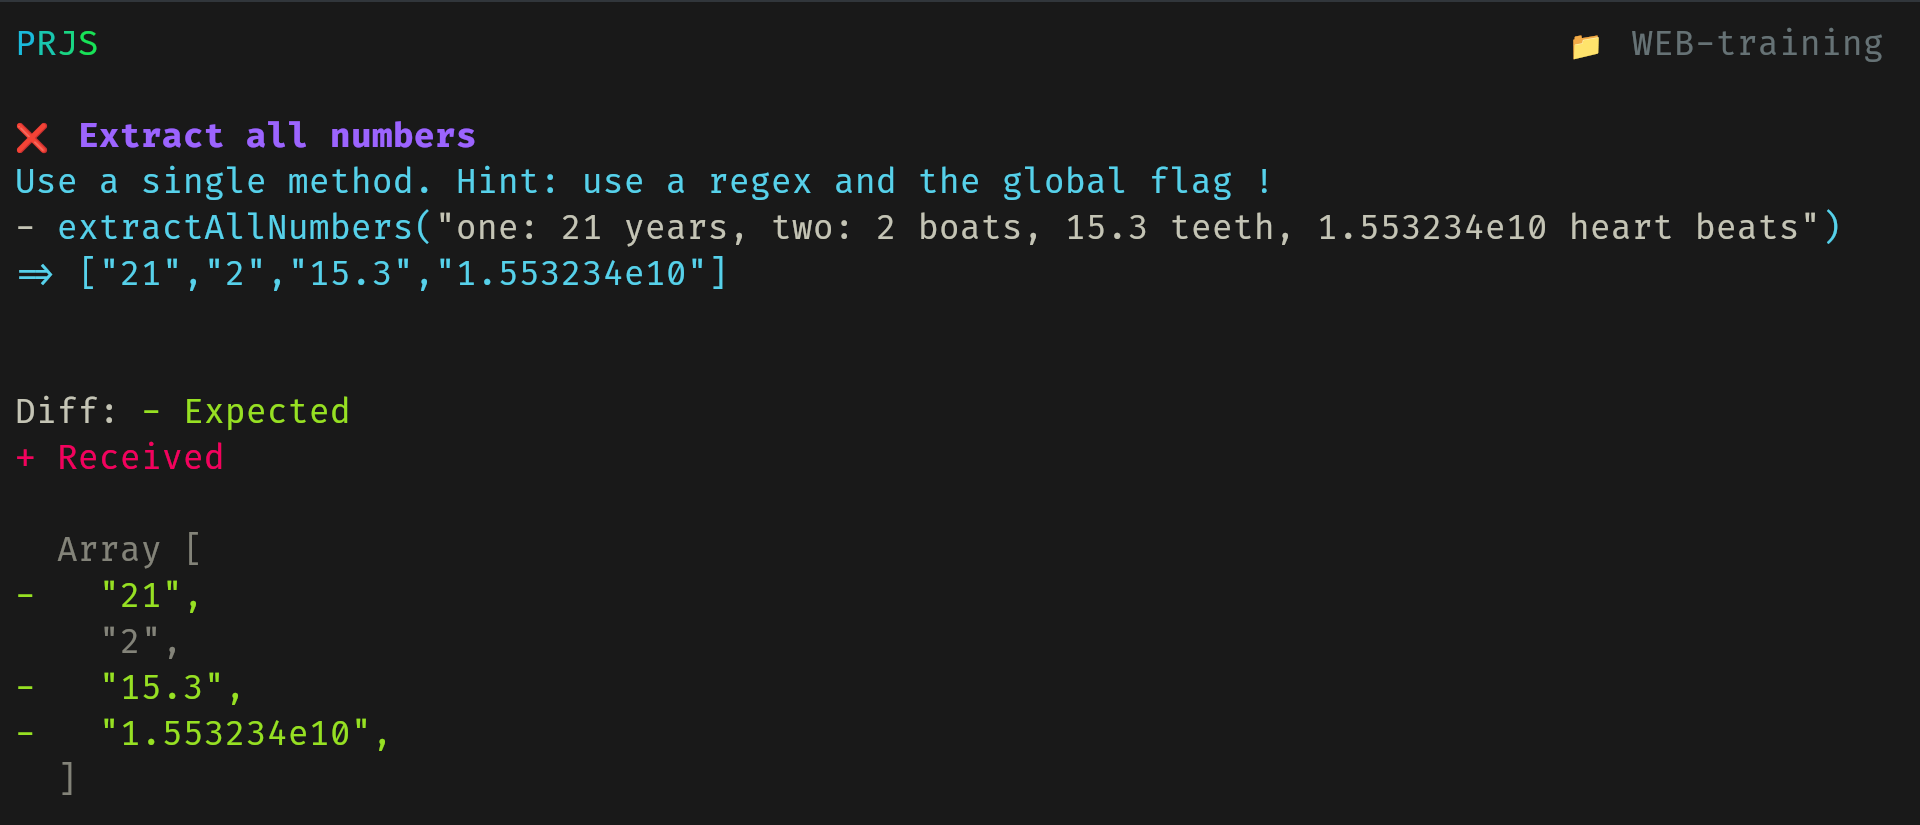 PRJS
📁 WEB-training
❌ Extract all numbers
Use a single method. Hint: use a regex and the global flag !
- extractAllNumbers("one: 21 years, two: 2 boats, 15.3 teeth, 1.553234e10 heart beats")
=> ["21","2","15.3","1.553234e10"]
Diff: - Expected
+ Received
Array [
-   "21",
"2",
-   "15.3",
-   "1.553234e10",
]